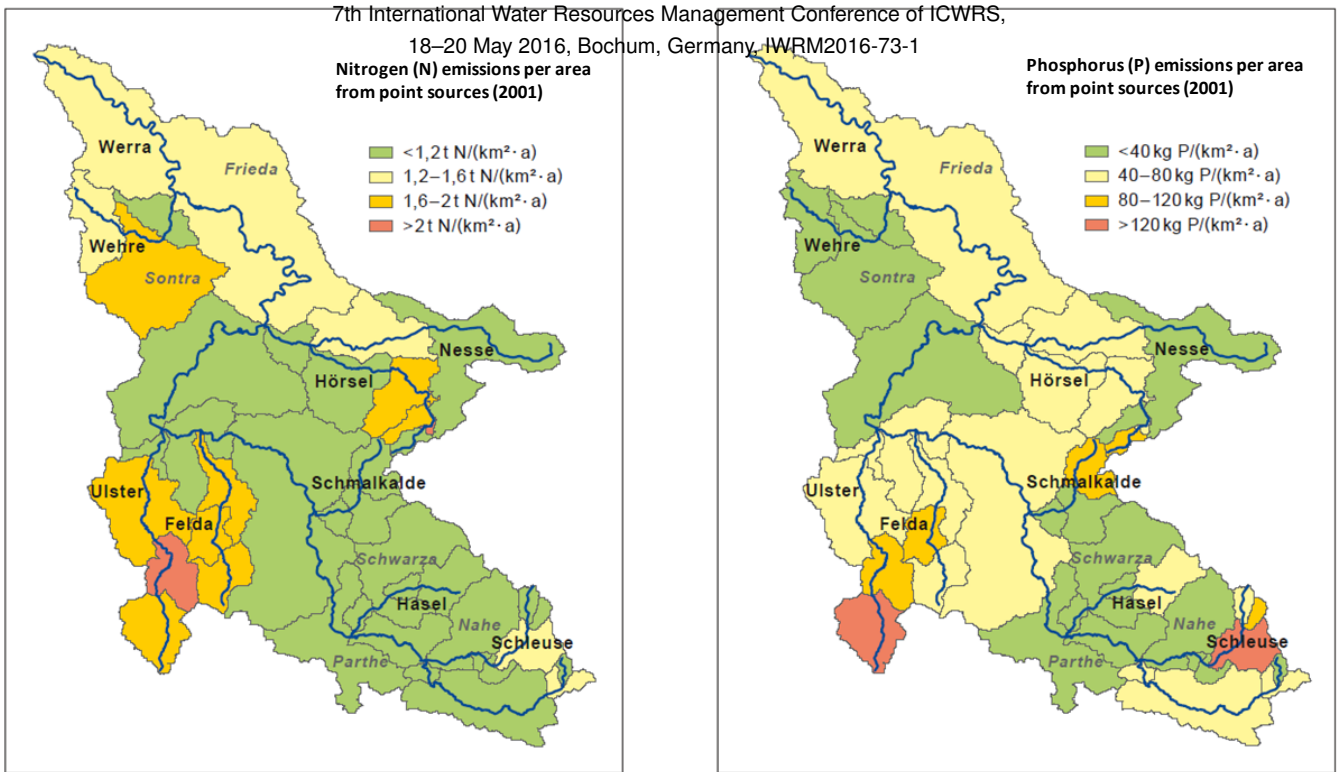 7th International Water Resources Management Conference of ICWRS,
18–20 May 2016, Bochum, Germany, IWRM2016-73-1
Nitrogen (N) emissions per area
from point sources (2001)
<1,2 t N/(km²· a)
1,2–1,6 t N/(km²· a)
1,6–2 t N/(km²· a)
>2 t N/(km²· a)
Werra
Frieda
Wehre
Sontra
Nesse
Hörsel
Schmalkalde
Ulster
Felda
Schwarza
Hasel
Nahe
Schleuse
Parthe
Phosphorus (P) emissions per area
from point sources (2001)
<40 kg P/(km²· a)
40–80 kg P/(km²· a)
80–120 kg P/(km²· a)
>120 kg P/(km²· a)
Werra
Frieda
Wehre
Sontra
Nesse
Hörsel
Schmalkalde
Ulster
Felda
Schwarza
Hasel
Nahe
Schleuse
Parthe